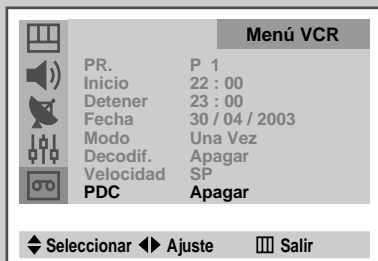 Menú VCR
PR. P 1
Inicio 22 : 00
Detener 23 : 00
Fecha 30 / 04 / 2003
Modo Una Vez
Decodif. Apagar
Velocidad SP
PDC Apagar
Seleccionar Ajuste Salir